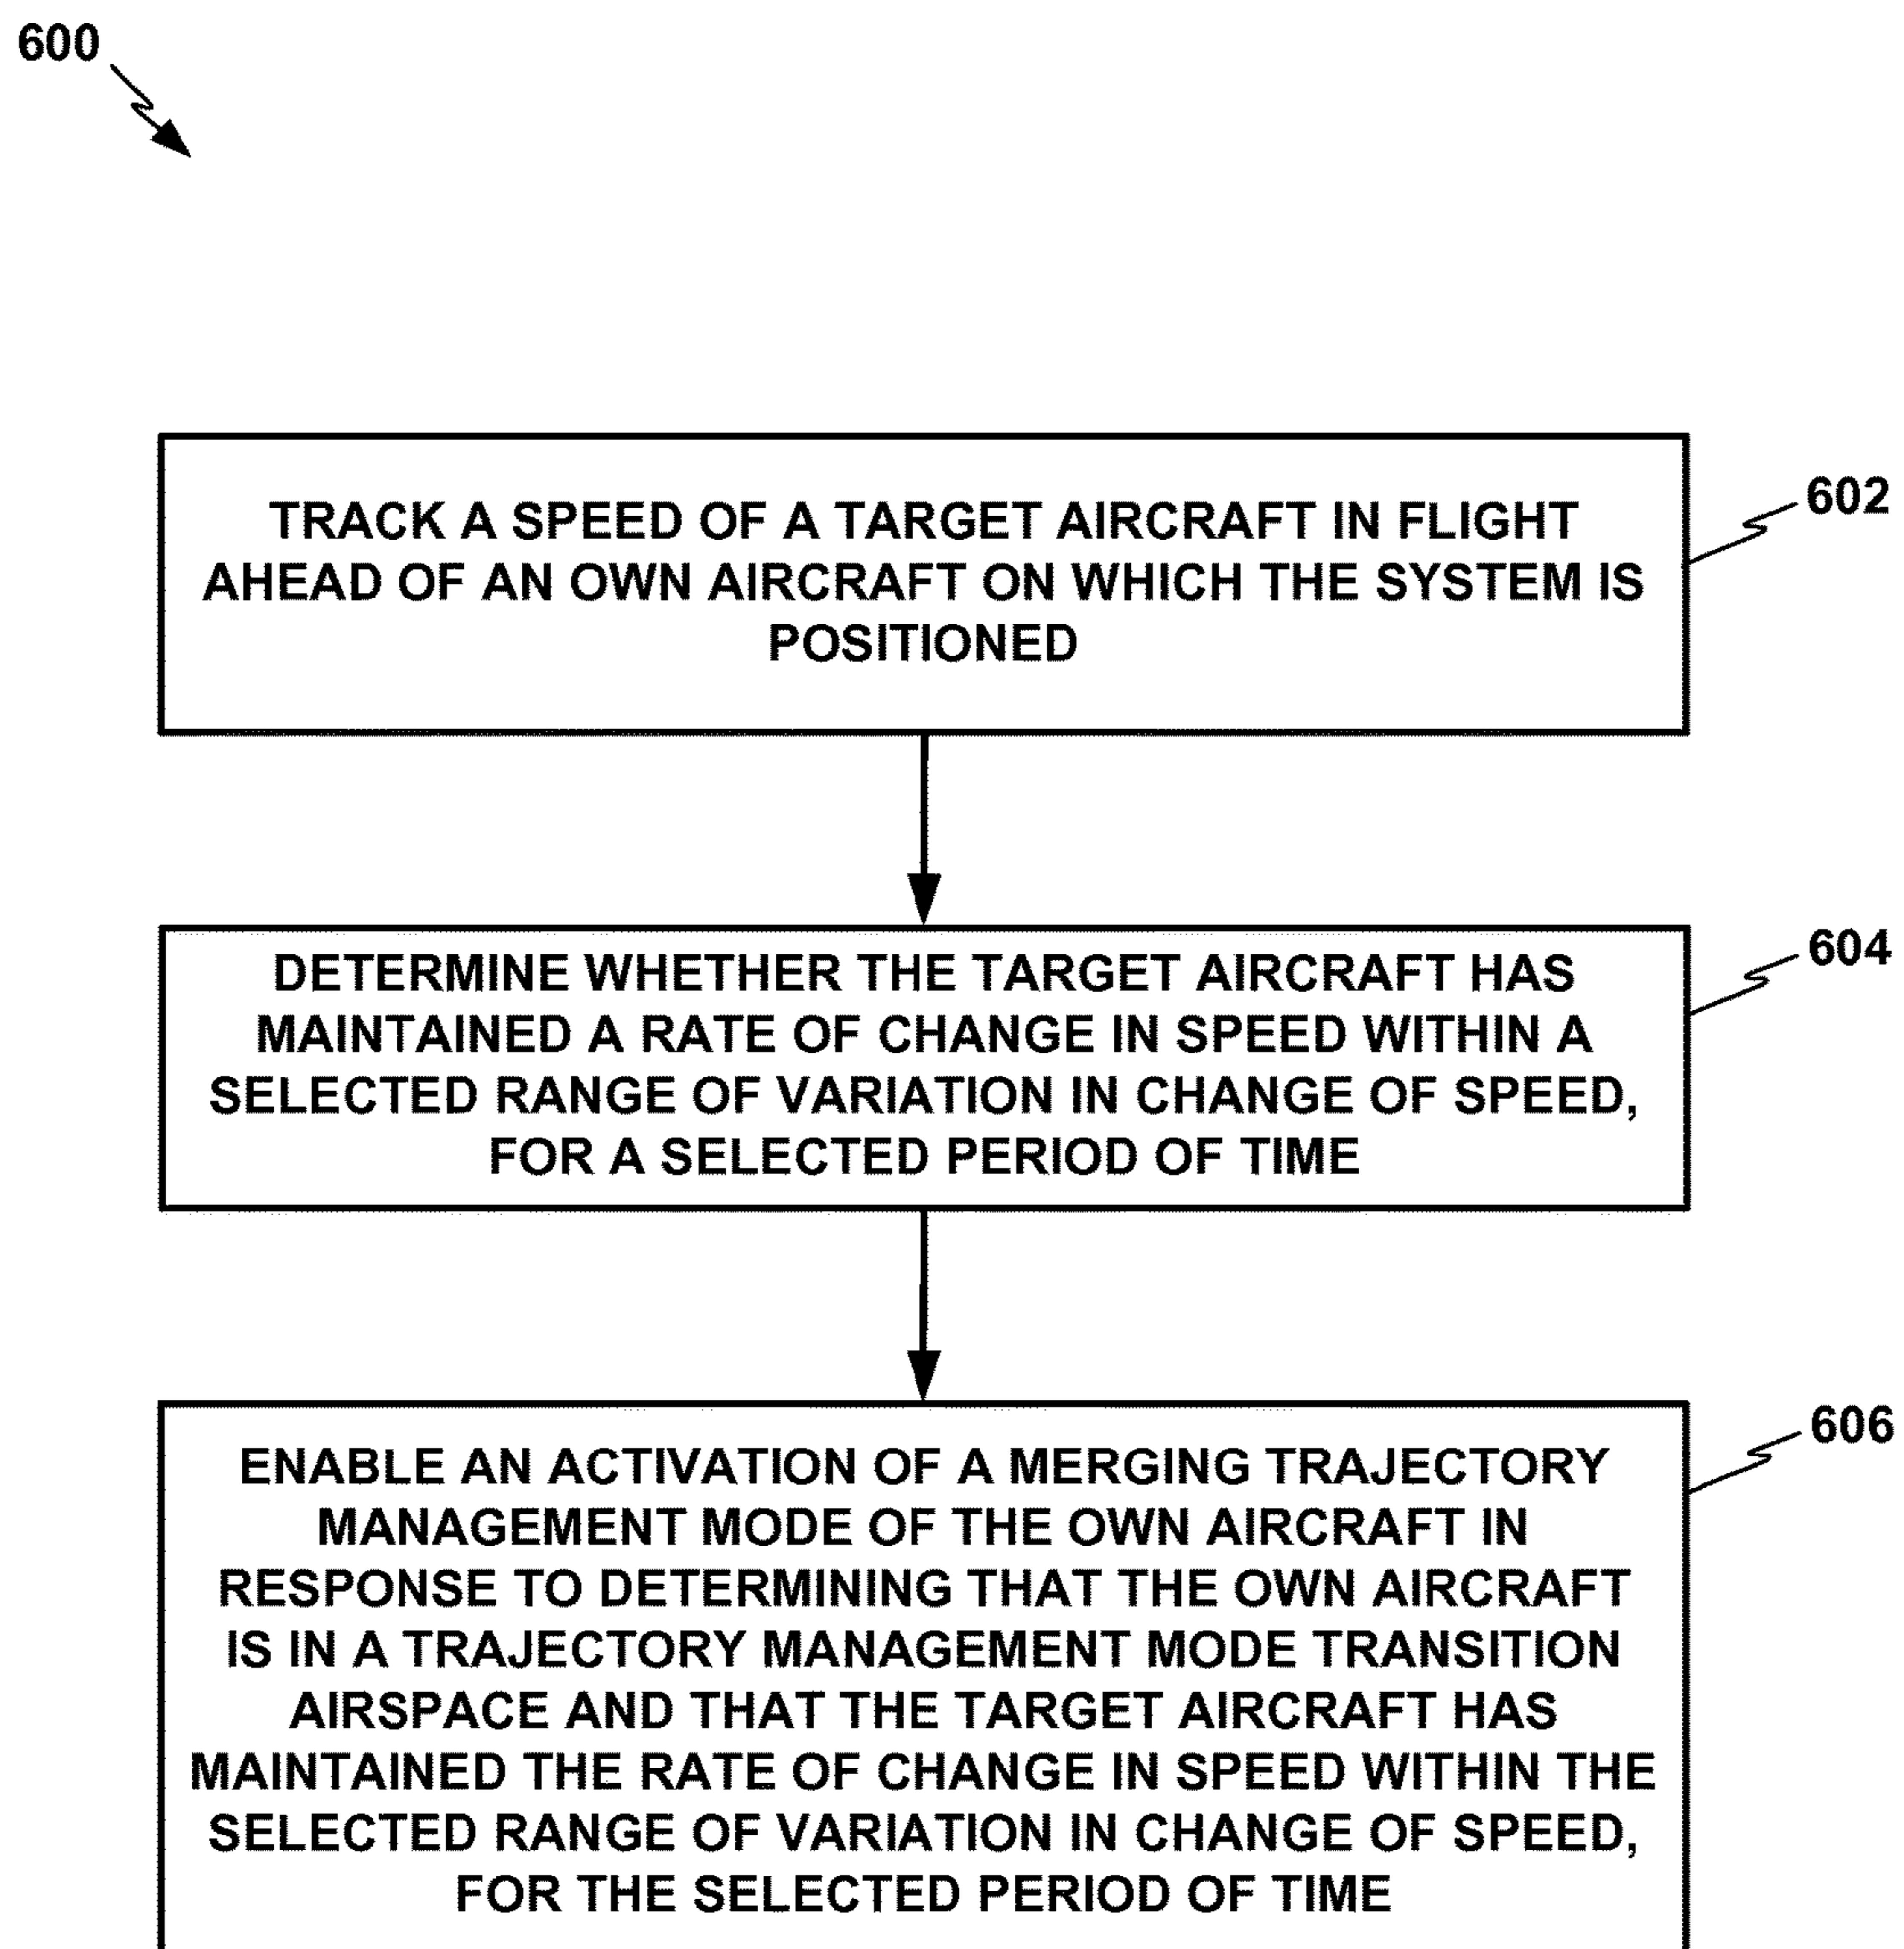 600
TRACK A SPEED OF A TARGET AIRCRAFT IN FLIGHT
AHEAD OF AN OWN AIRCRAFT ON WHICH THE SYSTEM IS
POSITIONED
602
DETERMINE WHETHER THE TARGET AIRCRAFT HAS
MAINTAINED A RATE OF CHANGE IN SPEED WITHIN A
SELECTED RANGE OF VARIATION IN CHANGE OF SPEED,
FOR A SELECTED PERIOD OF TIME
604
ENABLE AN ACTIVATION OF A MERGING TRAJECTORY
MANAGEMENT MODE OF THE OWN AIRCRAFT IN
RESPONSE TO DETERMINING THAT THE OWN AIRCRAFT
IS IN A TRAJECTORY MANAGEMENT MODE TRANSITION
AIRSPACE AND THAT THE TARGET AIRCRAFT HAS
MAINTAINED THE RATE OF CHANGE IN SPEED WITHIN THE
SELECTED RANGE OF VARIATION IN CHANGE OF SPEED,
FOR THE SELECTED PERIOD OF TIME
606